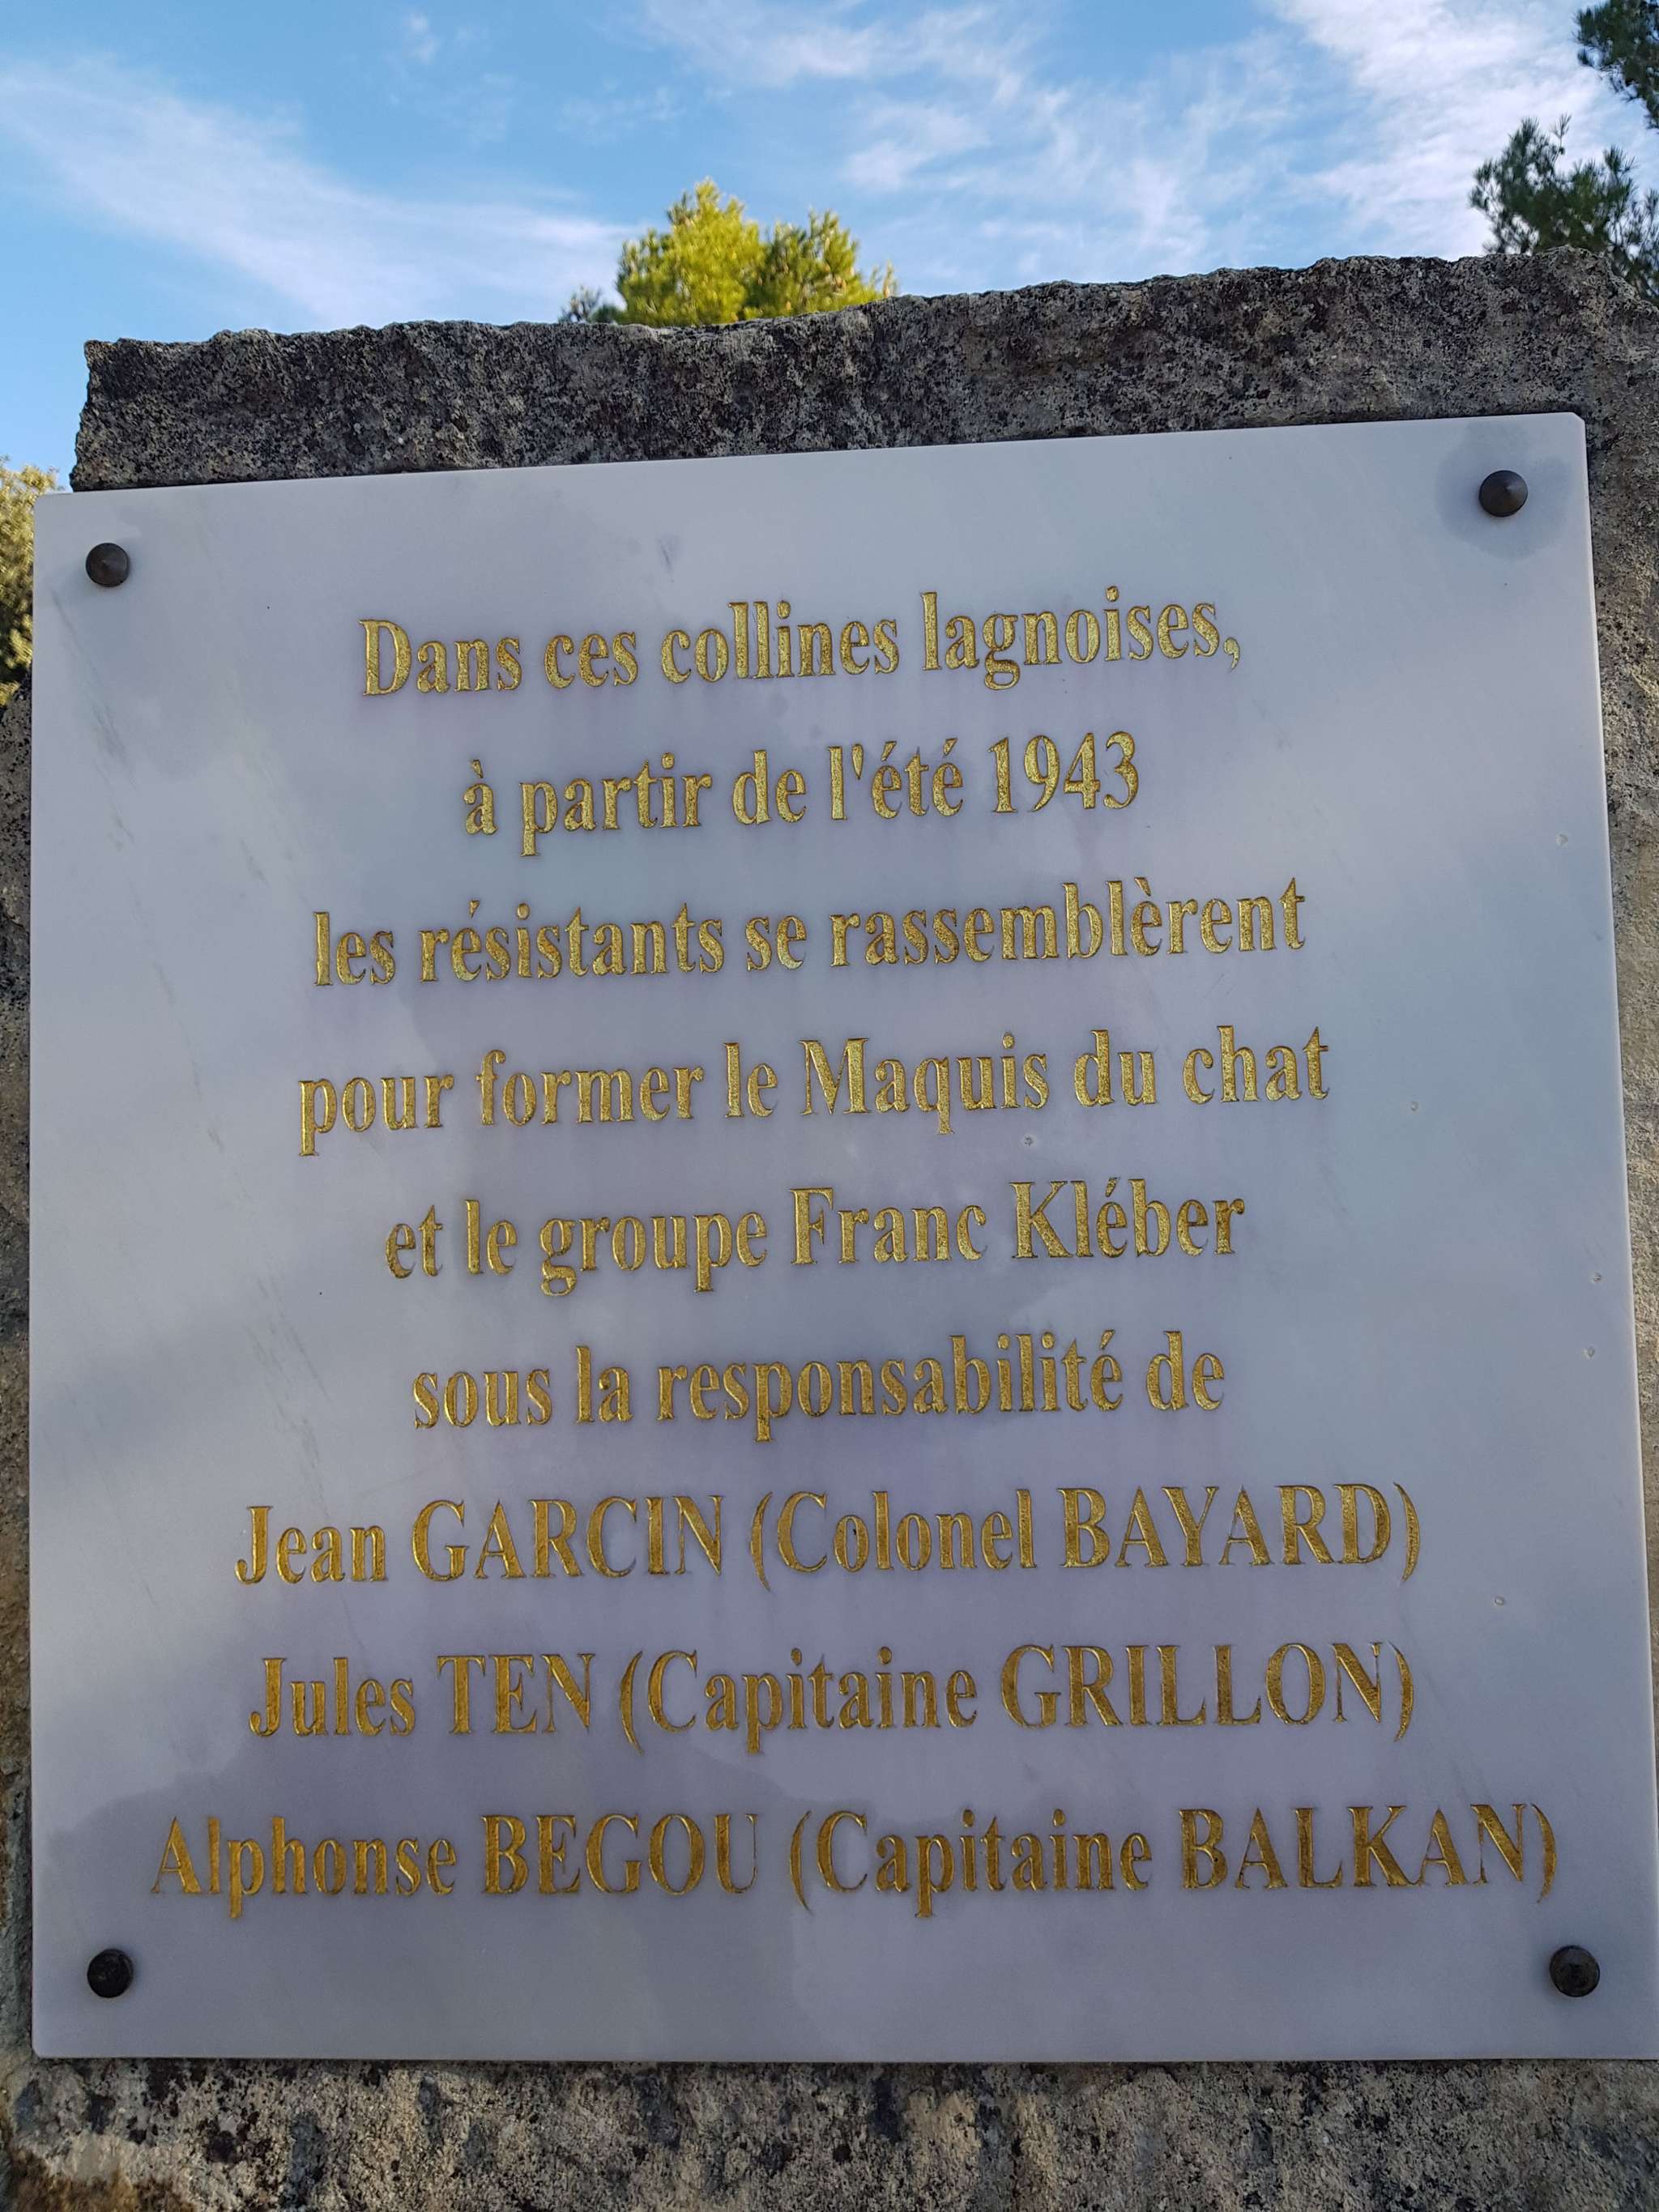 Dans ces collines lagnoises,
à partir de l'été 1943
les résistants se rassemblèrent
pour former le Maquis du chat
et le groupe Franc Kléber
sous la responsabilité de
Jean GARCIN (Colonel BAYARD)
Jules TEN (Capitaine GRILLON)
Alphonse BEGOU (Capitaine BALKAN)